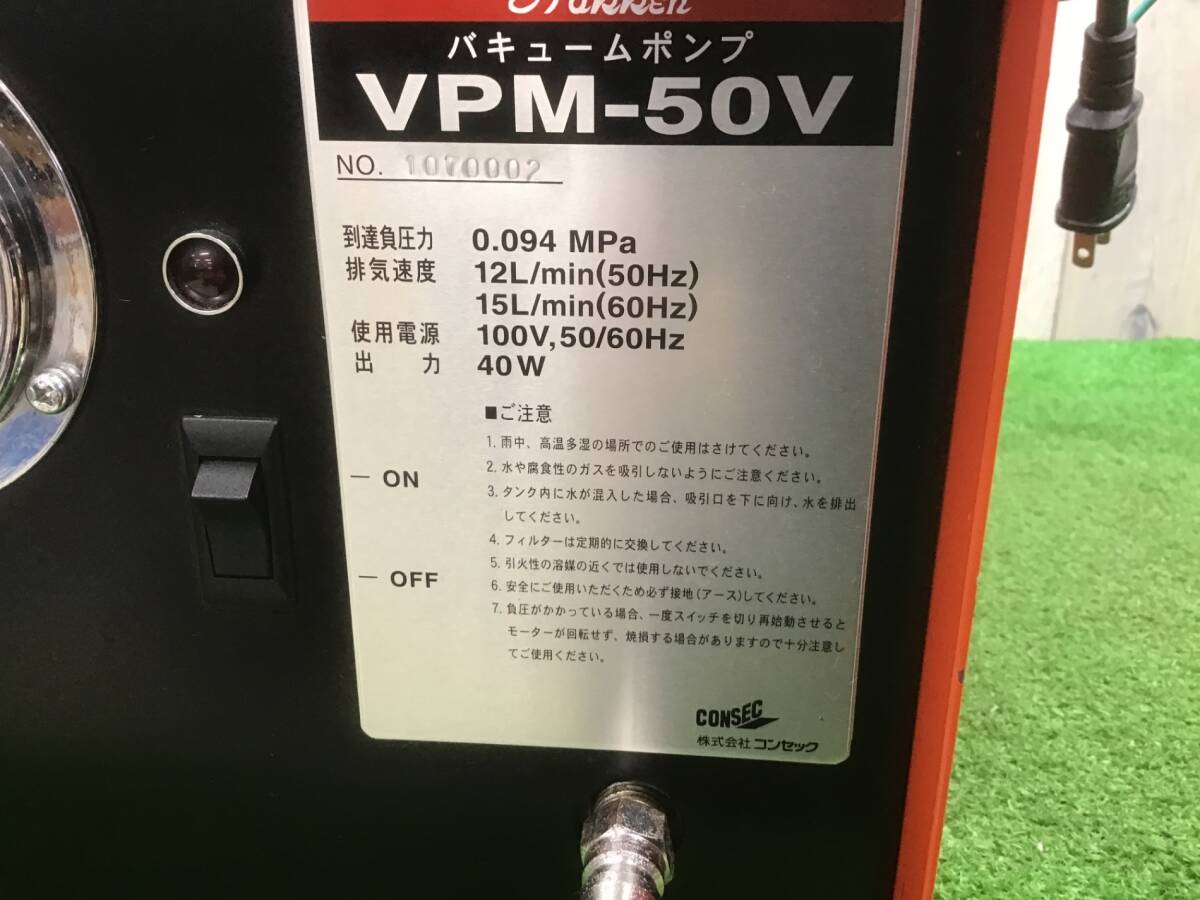 Hakken
バキュームポンプ
VPM-50V
NO. 1070002
到達負圧力 0.094 MPa
排気速度 12L/min(50Hz)
15L/min(60Hz)
使用電源 100V,50/60Hz
出力 40W
■ご注意
1. 雨中、高温多湿の場所でのご使用はさけてください。
2. 水や腐食性のガスを吸引しないようにご注意ください。
3. タンク内に水が混入した場合、吸引口を下に向け、水を排出
してください。
4. フィルターは定期的に交換してください。
5. 引火性の溶媒の近くでは使用しないでください。
6. 安全にご使用いただくため必ず接地(アース)してください。
7. 負圧がかかっている場合、一度スイッチを切り再始動させると
モーターが回転せず、焼損する場合がありますので十分注意し
てご使用ください。
ON
OFF
CONSEC
株式会社 コンセック